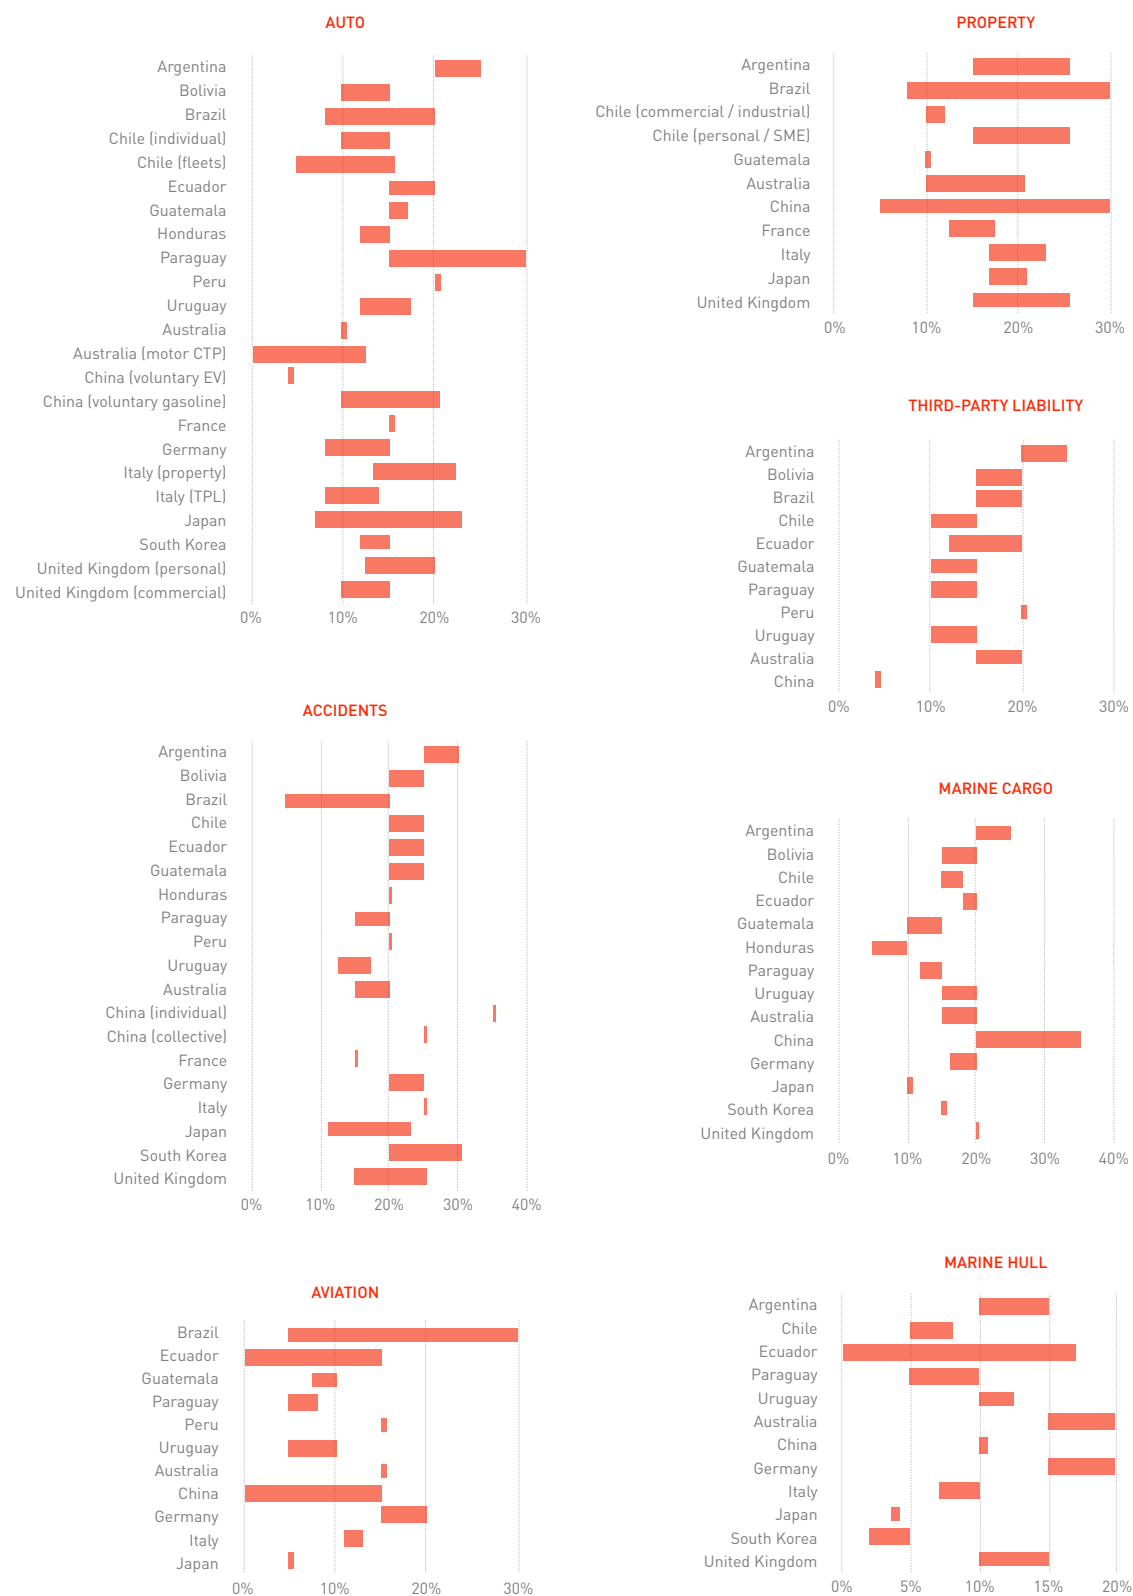 AUTO
Argentina
Bolivia
Brazil
Chile (individual)
Chile (fleets)
Ecuador
Guatemala
Honduras
Paraguay
Peru
Uruguay
Australia
Australia (motor CTP)
China (voluntary EV)
China (voluntary gasoline)
France
Germany
Italy (property)
Italy (TPL)
Japan
South Korea
United Kingdom (personal)
United Kingdom (commercial)
0% 10% 20% 30%
ACCIDENTS
Argentina
Bolivia
Brazil
Chile
Ecuador
Guatemala
Honduras
Paraguay
Peru
Uruguay
Australia
China (individual)
China (collective)
France
Germany
Italy
Japan
South Korea
United Kingdom
0% 10% 20% 30% 40%
AVIATION
Brazil
Ecuador
Guatemala
Paraguay
Peru
Uruguay
Australia
China
Germany
Italy
Japan
0% 10% 20% 30%
PROPERTY
Argentina
Brazil
Chile (commercial / industrial)
Chile (personal / SME)
Guatemala
Australia
China
France
Italy
Japan
United Kingdom
0% 10% 20% 30%
THIRD-PARTY LIABILITY
Argentina
Bolivia
Brazil
Chile
Ecuador
Guatemala
Paraguay
Peru
Uruguay
Australia
China
0% 10% 20% 30%
MARINE CARGO
Argentina
Bolivia
Chile
Ecuador
Guatemala
Honduras
Paraguay
Uruguay
Australia
China
Germany
Japan
South Korea
United Kingdom
0% 10% 20% 30% 40%
MARINE HULL
Argentina
Chile
Ecuador
Paraguay
Uruguay
Australia
China
Germany
Italy
Japan
South Korea
United Kingdom
0% 5% 10% 15% 20%